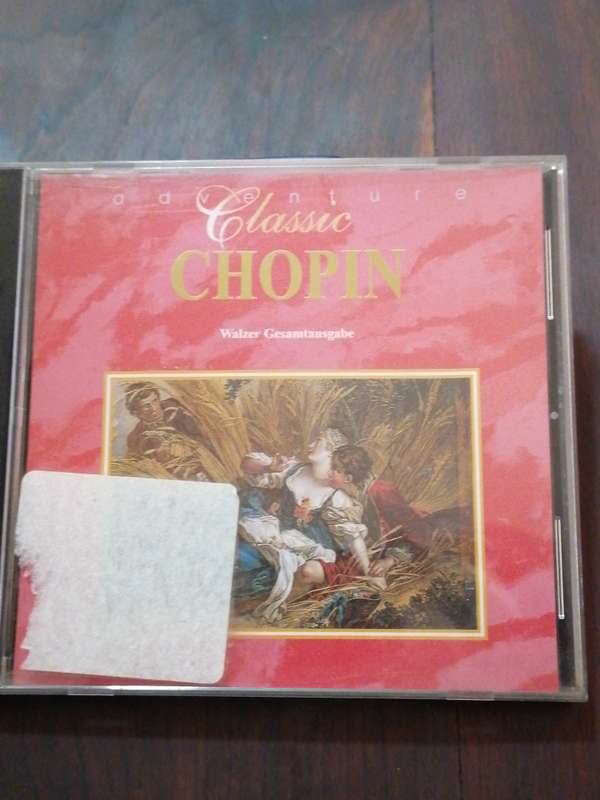 adventure
Classic
CHOPIN
Walzer Gesamtausgabe